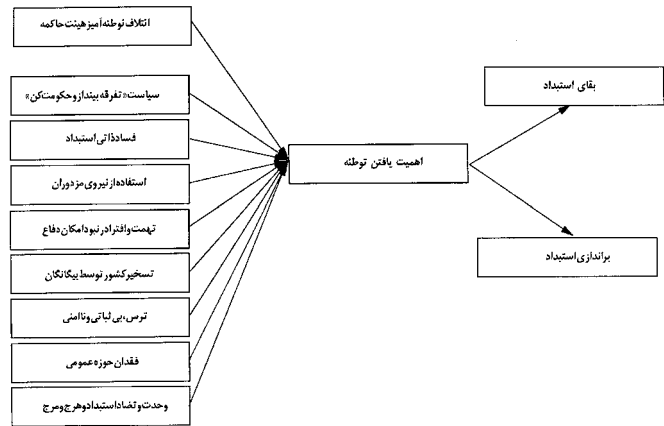 ائتلاف توطئه آمیز هیئت حاکمه
سیاست «تفرقه بینداز و حکومت کن»
فساد ذاتی استبداد
استفاده از نیروی مزدوران
تهمت و افترا در نبود امکان دفاع
تسخیر کشور توسط بیگانگان
ترس، بی ثباتی و ناامنی
فقدان حوزه عمومی
وحدت و تضاد استبداد و هرج و مرج
اهمیت یافتن توطئه
بقای استبداد
براندازی استبداد